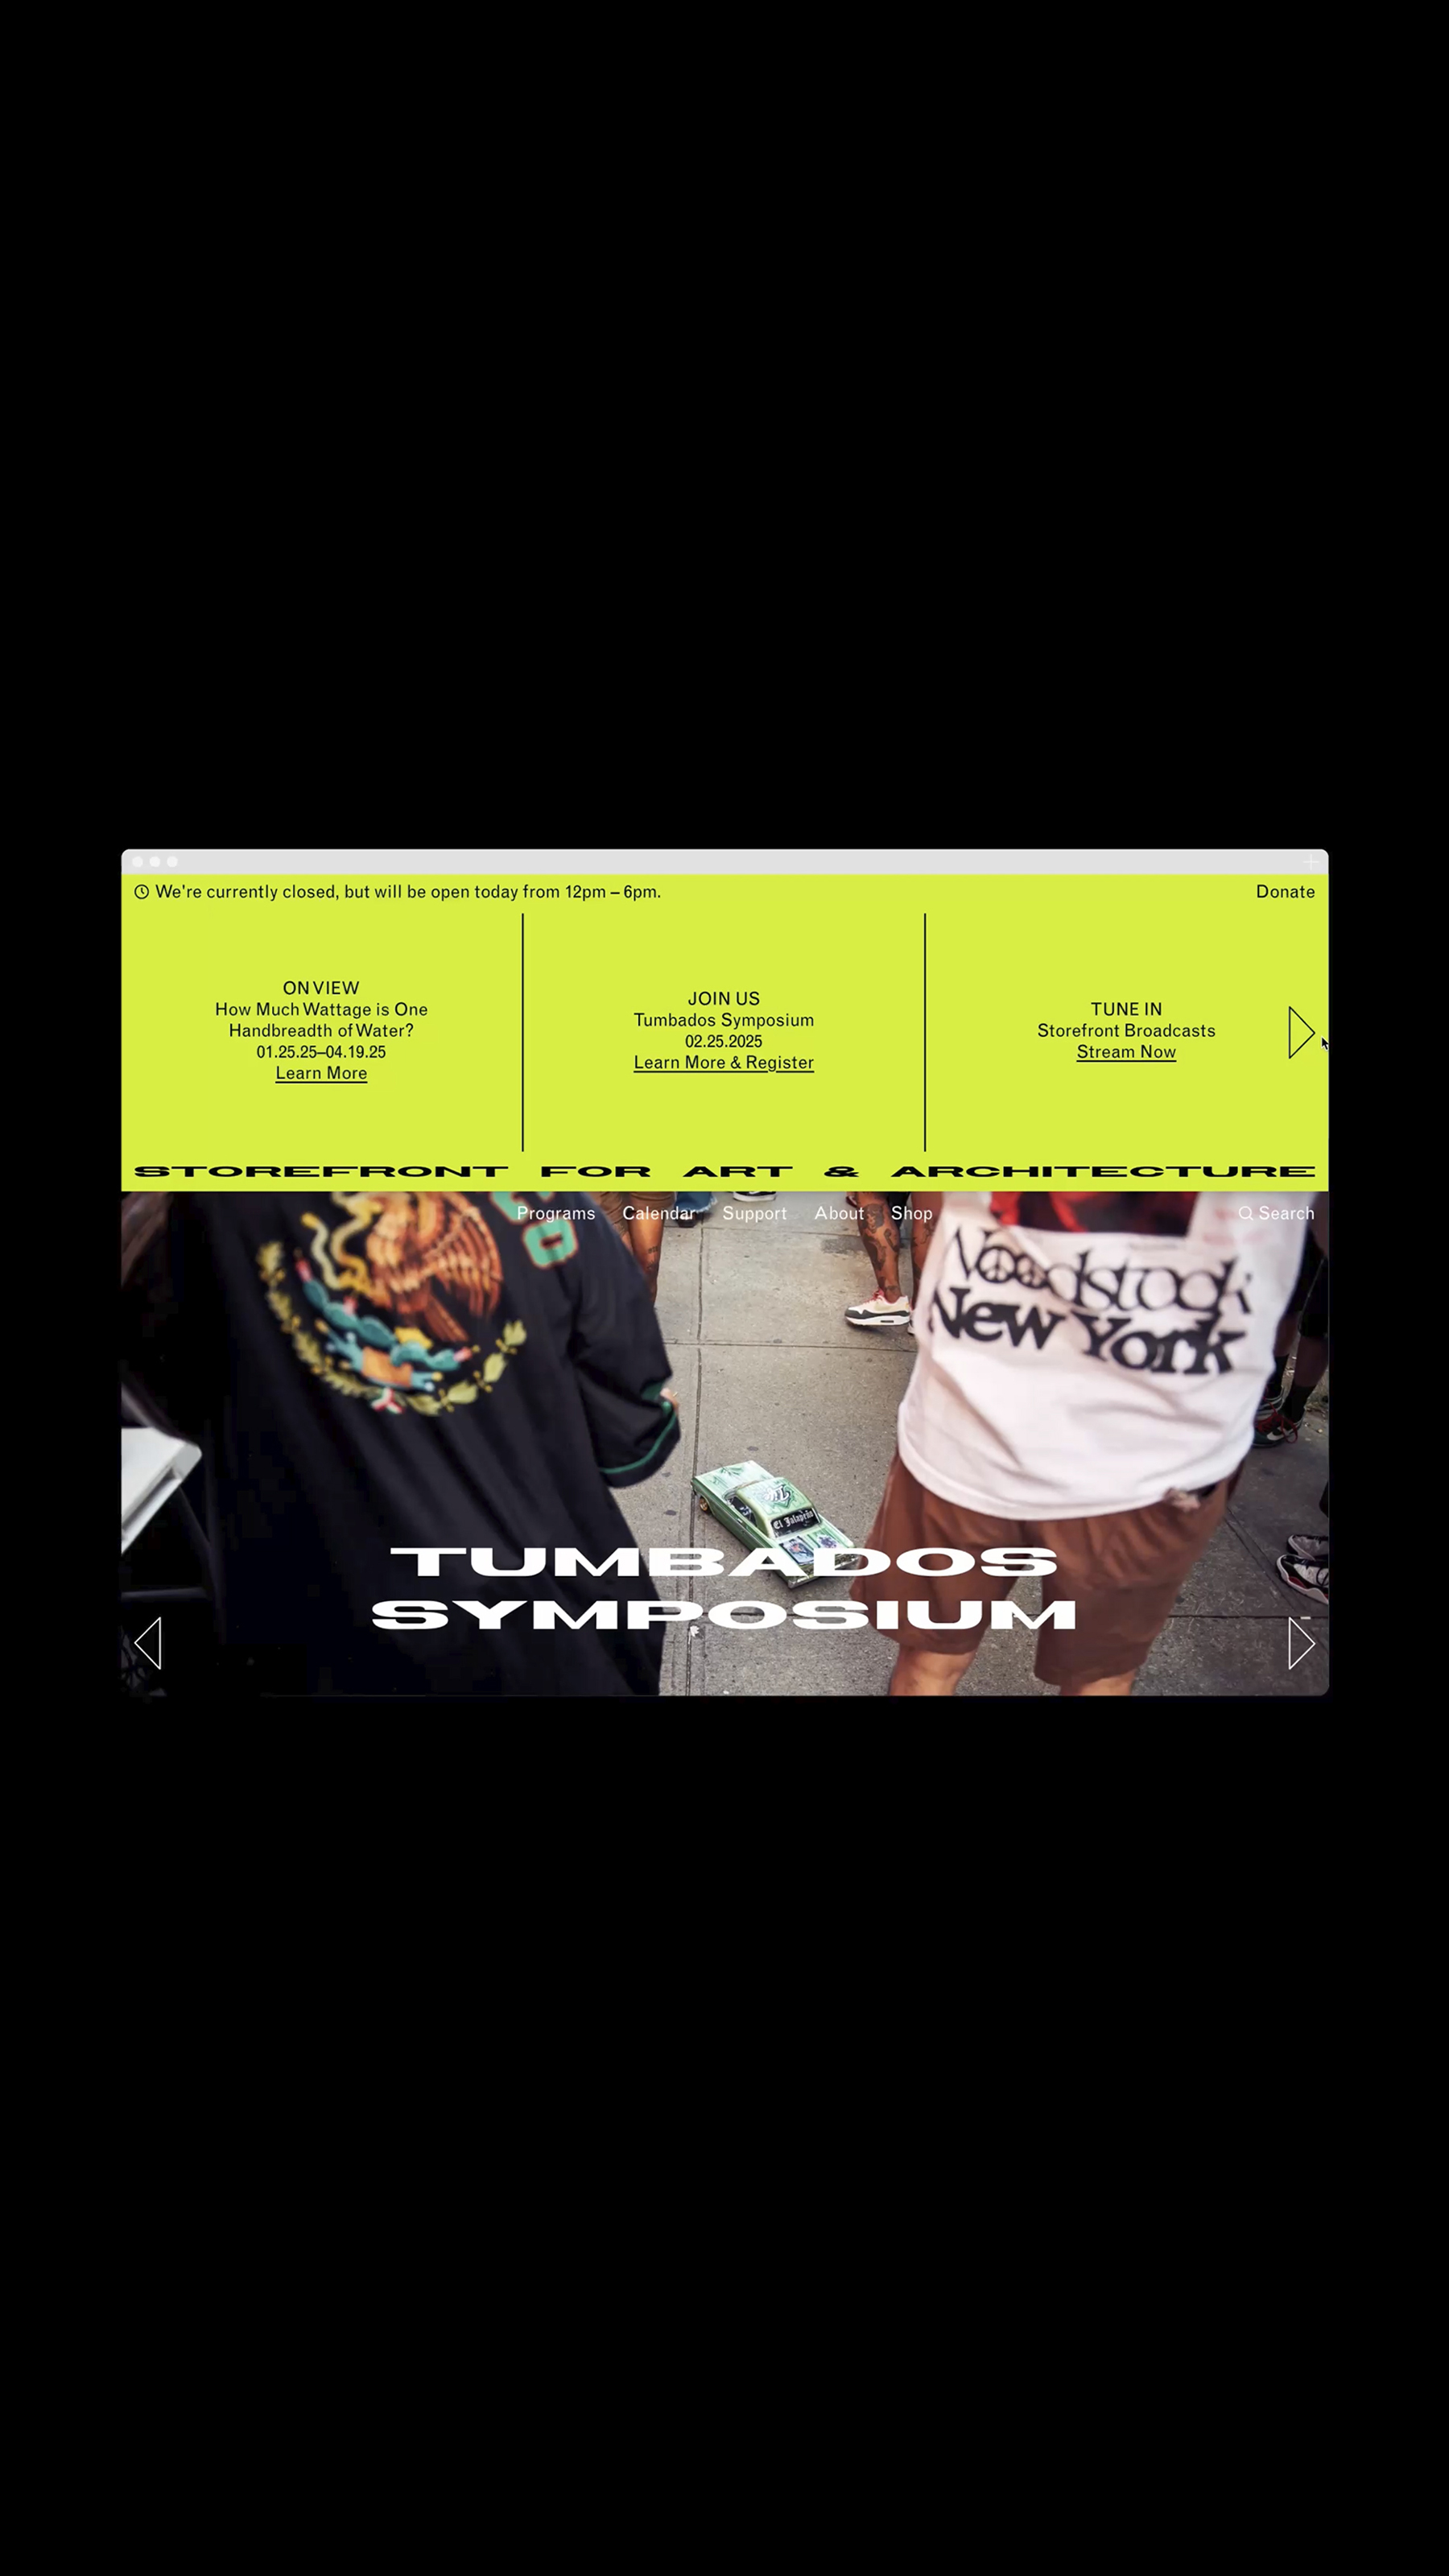 We're currently closed, but will be open today from 12pm – 6pm.
Donate
ON VIEW
How Much Wattage is One
Handbreadth of Water?
01.25.25–04.19.25
Learn More
JOIN US
Tumbados Symposium
02.25.2025
Learn More & Register
TUNE IN
Storefront Broadcasts
Stream Now
STOREFRONT FOR ART & ARCHITECTURE
Programs Calendar Support About Shop
Search
Woodstock
New York
El Jalapeño
TUMBADOS
SYMPOSIUM